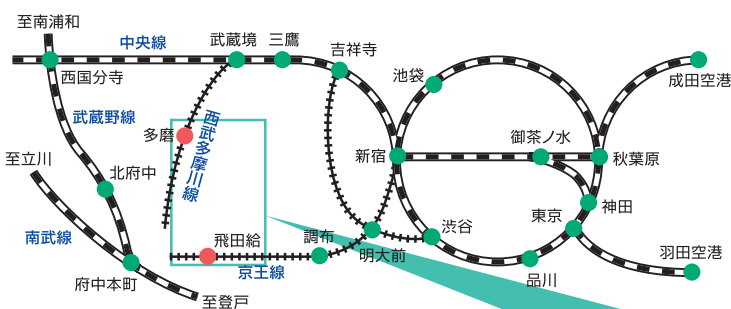 至南浦和
中央線
武蔵境
三鷹
吉祥寺
池袋
成田空港
西国分寺
武蔵野線
多磨
西武多摩川線
御茶ノ水
至立川
北府中
新宿
秋葉原
神田
南武線
飛田給
調布
渋谷
東京
明大前
羽田空港
京王線
府中本町
品川
至登戸